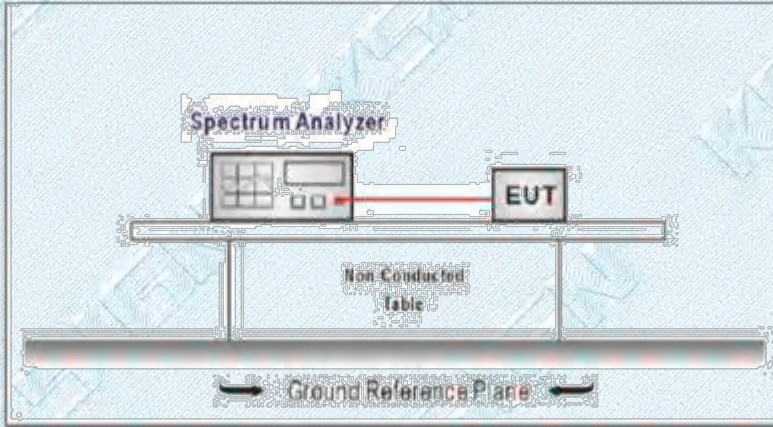 Spectrum Analyzer
EUT
Non Conducted
Table
Ground Reference Plane